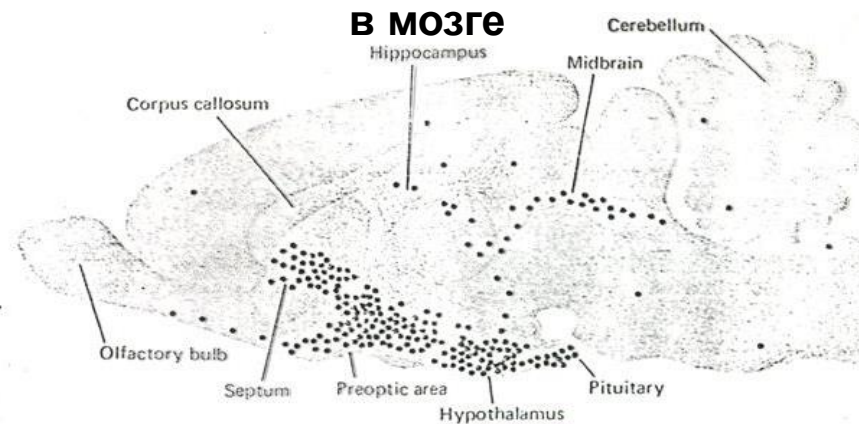 в мозге
Hippocampus
Cerebellum
Midbrain
Corpus callosum
Olfactory bulb
Septum
Preoptic area
Pituitary
Hypothalamus